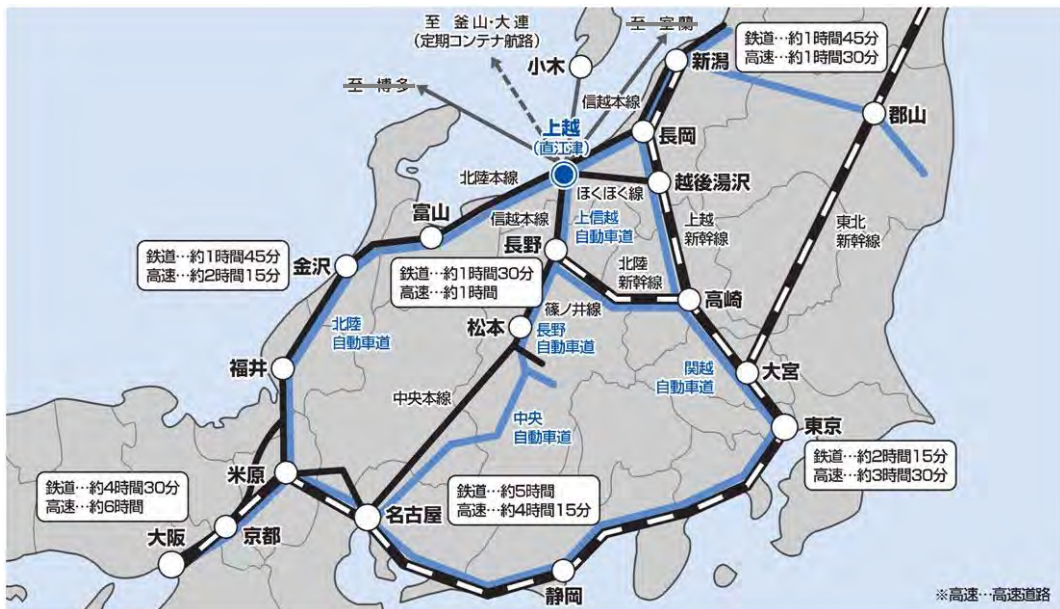 至 釜山・大連
(定期コンテナ航路)
至 室蘭
至 博多
小木
新潟
鉄道…約1時間45分
高速…約1時間30分
信越本線
郡山
上越
(直江津)
長岡
北陸本線
ほくほく線
越後湯沢
富山
信越本線
上信越
自動車道
上越
新幹線
東北
新幹線
鉄道…約1時間45分
高速…約2時間15分
金沢
長野
鉄道…約1時間30分
高速…約1時間
北陸
新幹線
高崎
篠ノ井線
松本
長野
自動車道
北陸
自動車道
福井
関越
自動車道
大宮
中央本線
中央
自動車道
東京
鉄道…約2時間15分
高速…約3時間30分
米原
鉄道…約4時間30分
高速…約6時間
鉄道…約5時間
高速…約4時間15分
名古屋
京都
大阪
静岡
※高速…高速道路